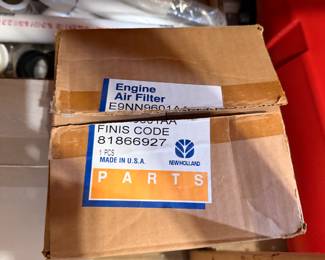 Engine
Air Filter
E9NN9601AA
FINIS CODE
81866927
1 PCS
MADE IN U.S.A.
NEW HOLLAND
PARTS